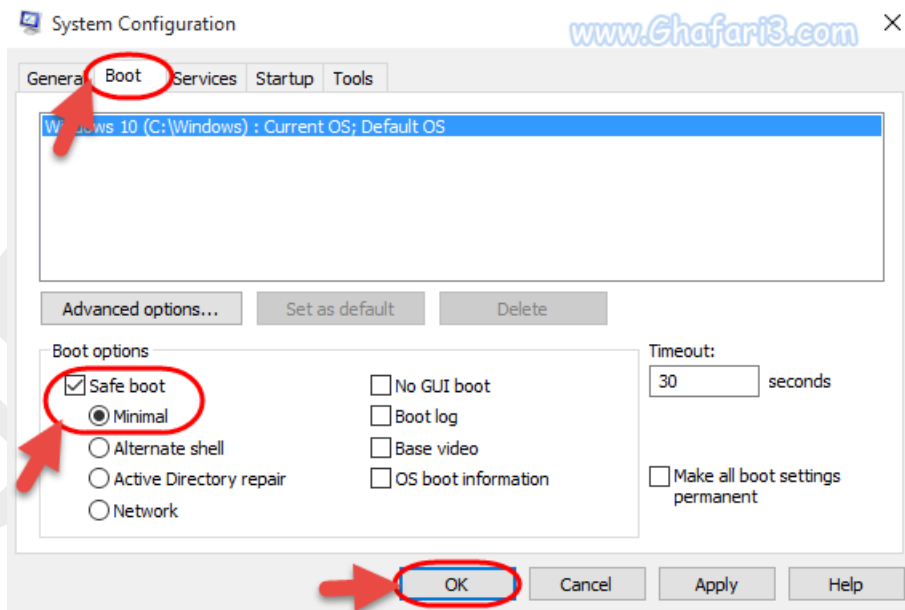 System Configuration
www.Ghafari3.com
General Boot Services Startup Tools
Windows 10 (C:\Windows) : Current OS; Default OS
Advanced options... Set as default Delete
Boot options
Timeout:
Safe boot
No GUI boot
30 seconds
Minimal
Boot log
Alternate shell
Base video
Active Directory repair
OS boot information
Make all boot settings
permanent
Network
OK Cancel Apply Help